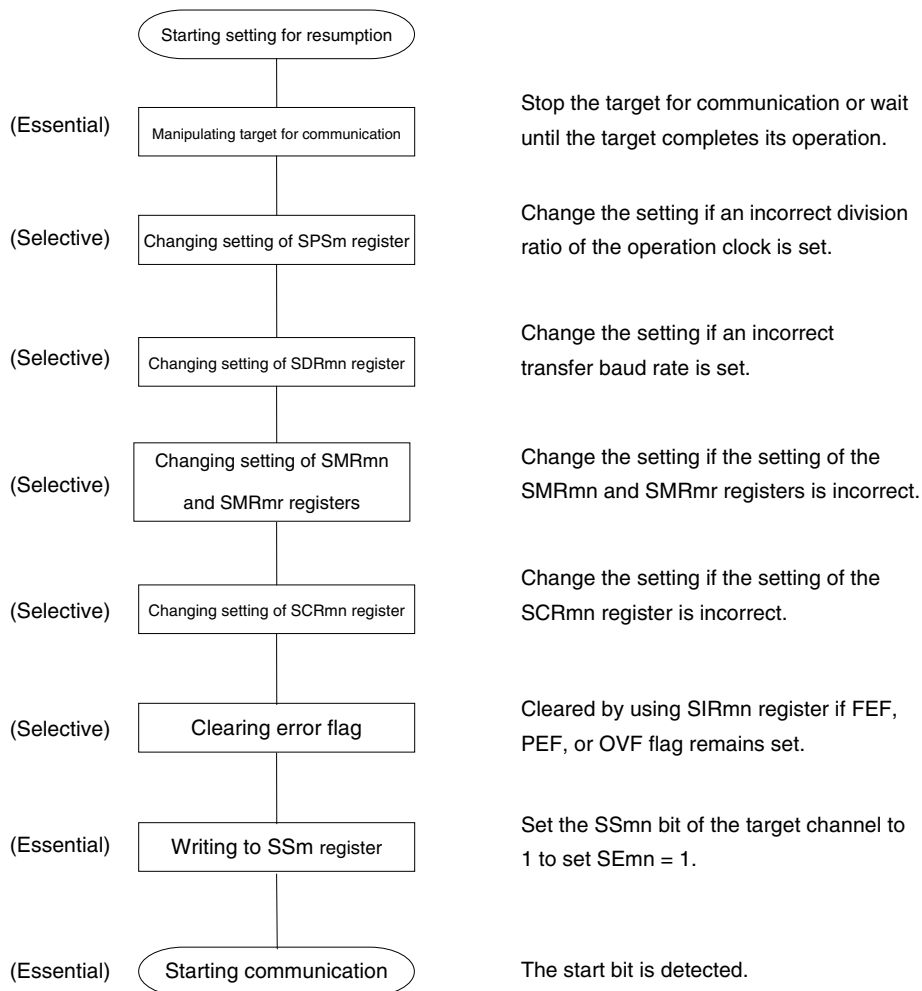 Starting setting for resumption
(Essential)
Manipulating target for communication
Stop the target for communication or wait
until the target completes its operation.
(Selective)
Changing setting of SPSm register
Change the setting if an incorrect division
ratio of the operation clock is set.
(Selective)
Changing setting of SDRmn register
Change the setting if an incorrect
transfer baud rate is set.
(Selective)
Changing setting of SMRmn
and SMRmr registers
Change the setting if the setting of the
SMRmn and SMRmr registers is incorrect.
(Selective)
Changing setting of SCRmn register
Change the setting if the setting of the
SCRmn register is incorrect.
(Selective)
Clearing error flag
Cleared by using SIRmn register if FEF,
PEF, or OVF flag remains set.
(Essential)
Writing to SSm register
Set the SSmn bit of the target channel to
1 to set SEmn = 1.
(Essential)
Starting communication
The start bit is detected.